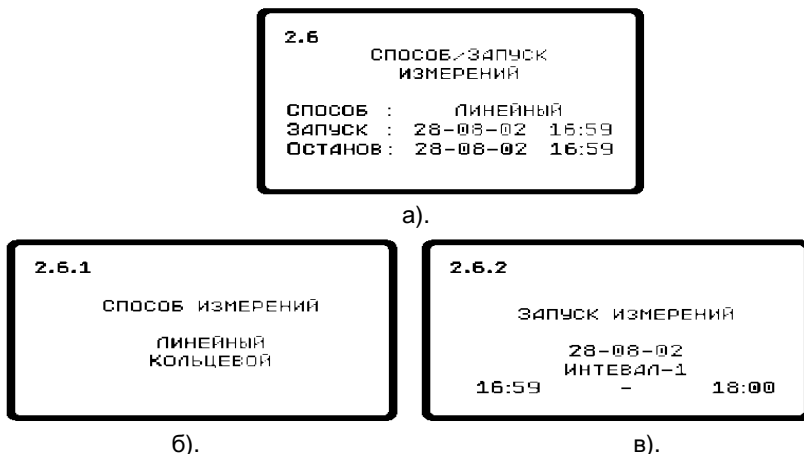 2.6
СПОСОБ/ЗАПУСК
ИЗМЕРЕНИЙ
СПОСОБ : ЛИНЕЙНЫЙ
ЗАПУСК : 28-08-02 16:59
ОСТАНОВ: 28-08-02 16:59
а).
2.6.1
СПОСОБ ИЗМЕРЕНИЙ
ЛИНЕЙНЫЙ
КОЛЬЦЕВОЙ
б).
2.6.2
ЗАПУСК ИЗМЕРЕНИЙ
28-08-02
ИНТЕВАЛ-1
16:59 - 18:00
в).